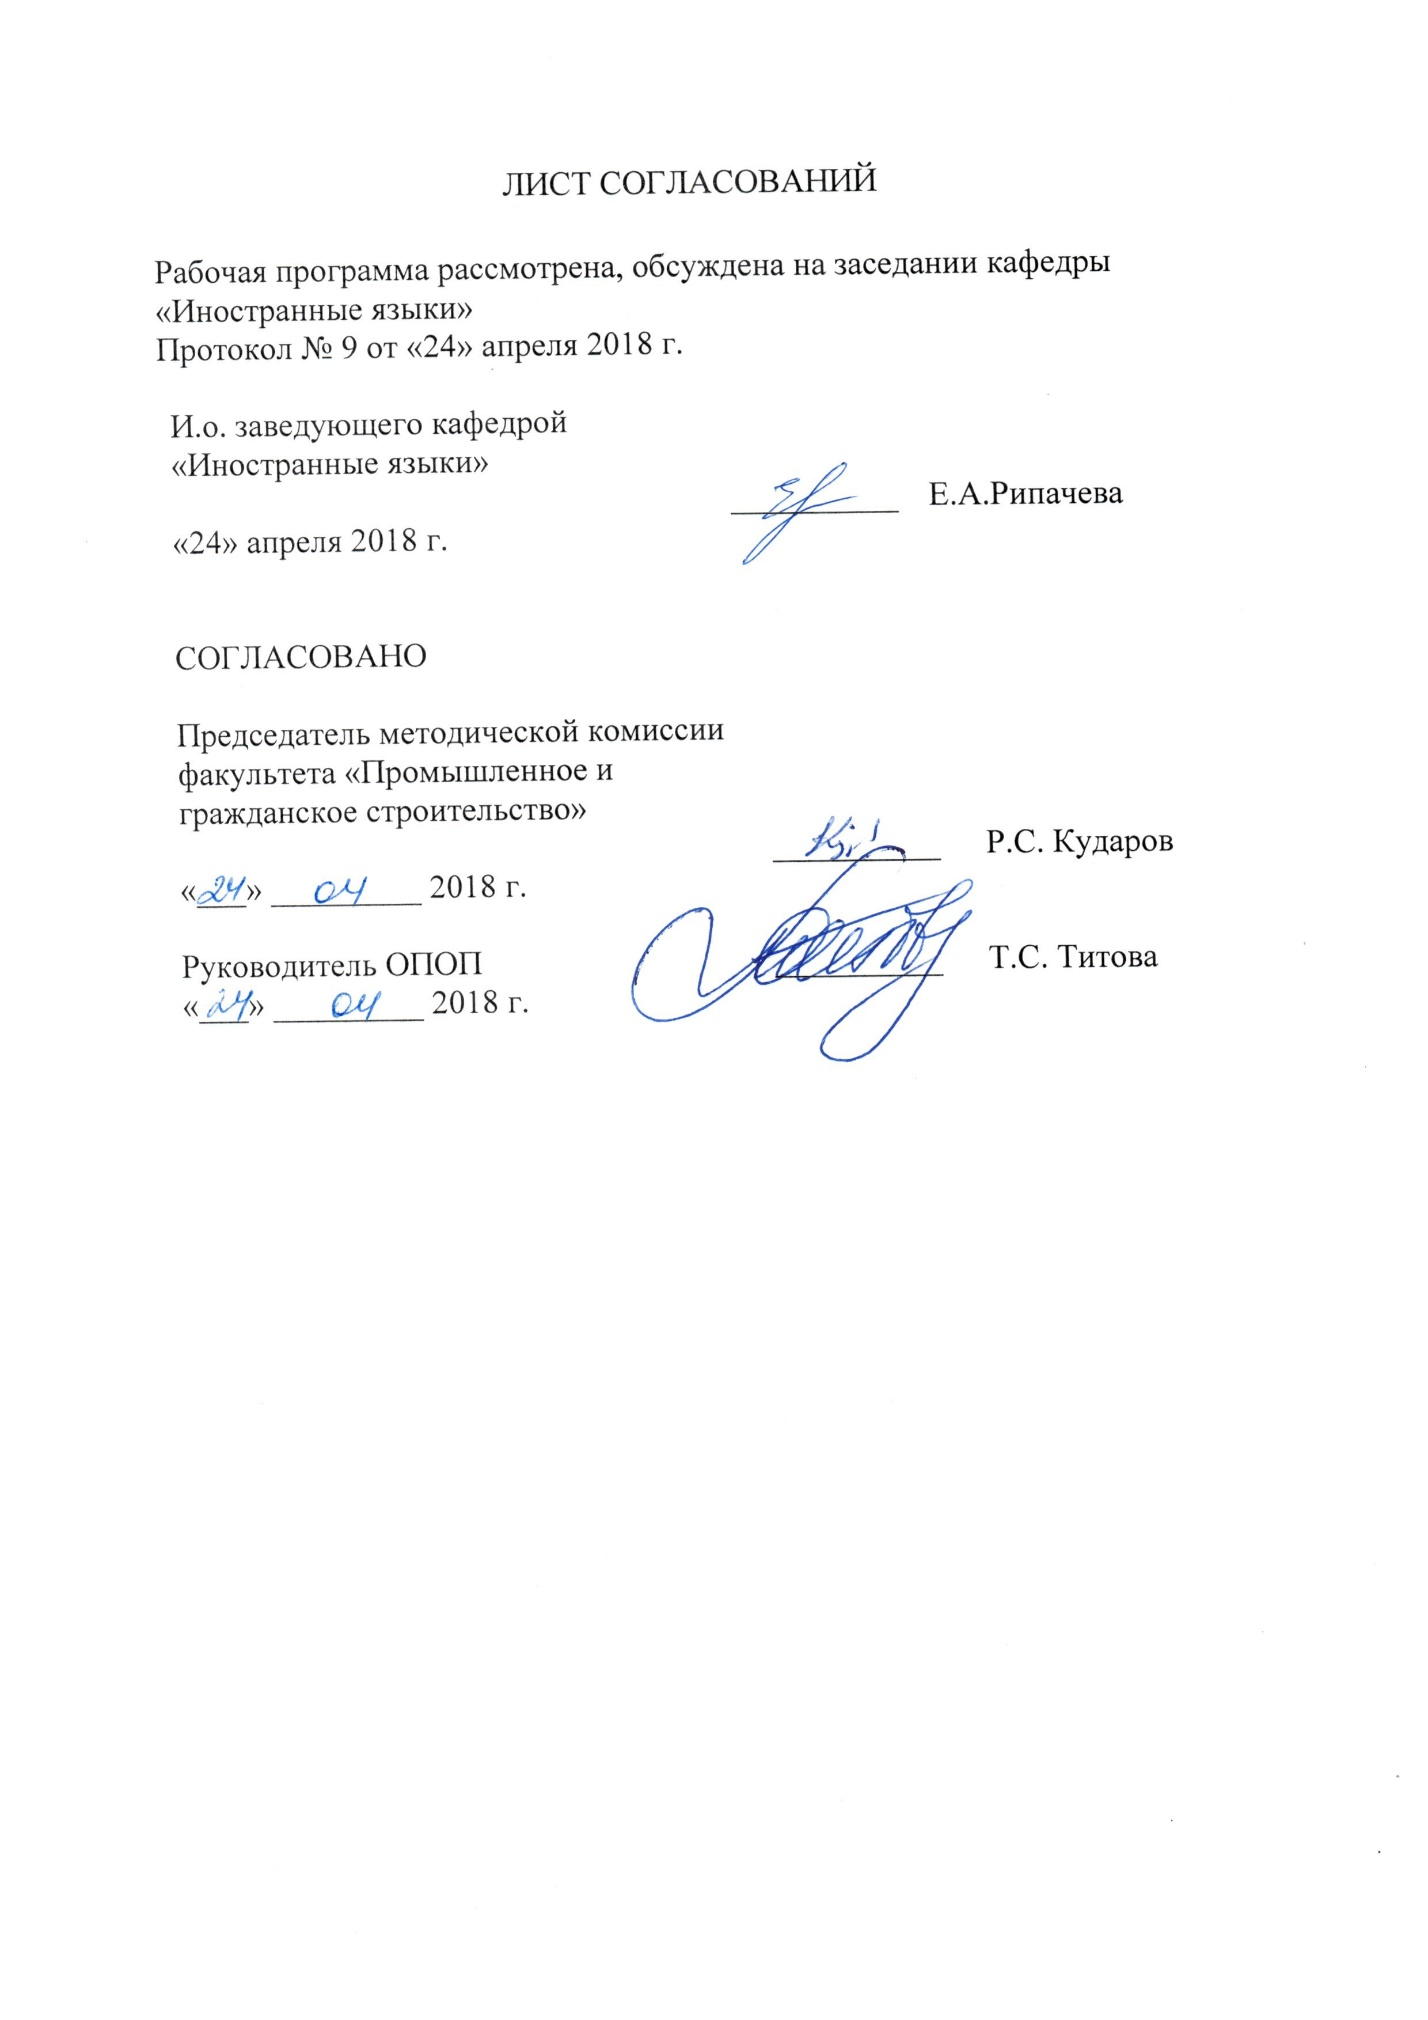 ЛИСТ СОГЛАСОВАНИЙ
Рабочая программа рассмотрена, обсуждена на заседании кафедры
«Иностранные языки»
Протокол № 9 от «24» апреля 2018 г.
И.о. заведующего кафедрой
«Иностранные языки»
Е.А.Рипачева
«24» апреля 2018 г.
СОГЛАСОВАНО
Председатель методической комиссии
факультета «Промышленное и
гражданское строительство»
Р.С. Кударов
«24» 04 2018 г.
Руководитель ОПОП Т.С. Титова
«24» 04 2018 г.